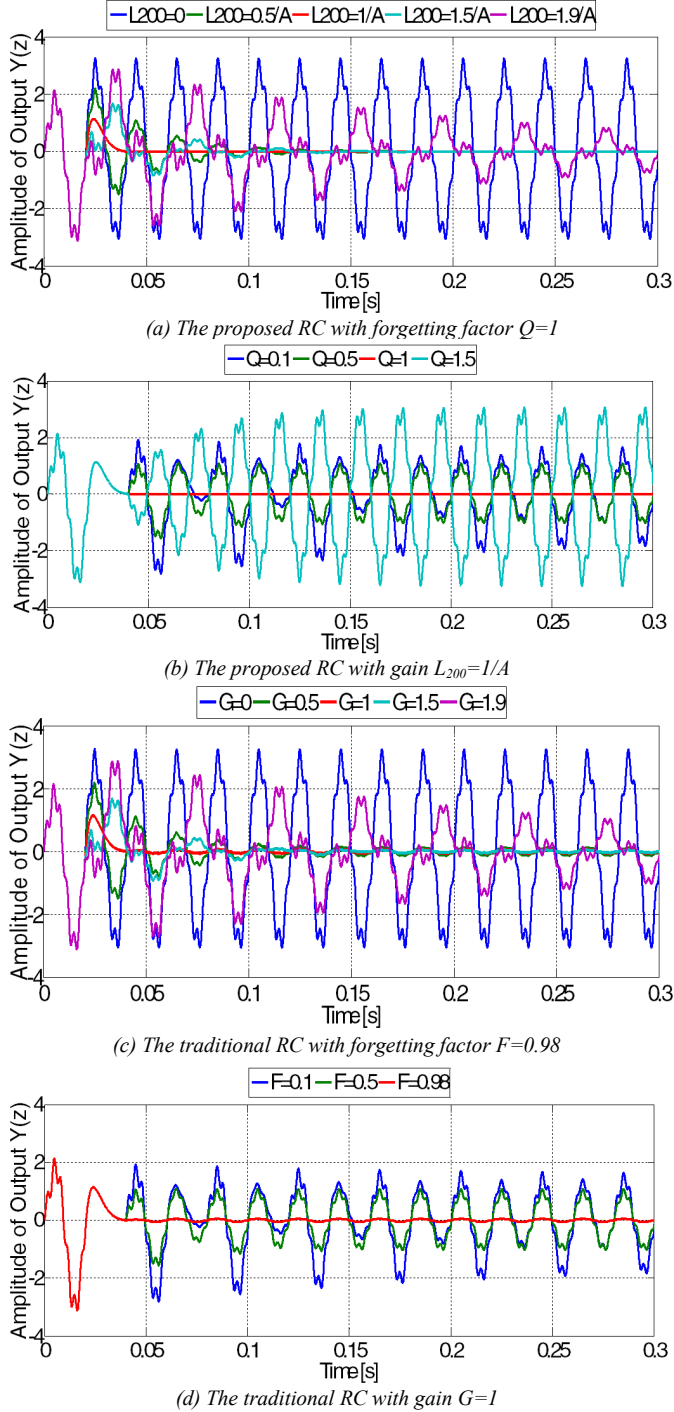 L200=0 L200=0.5/A L200=1/A L200=1.5/A L200=1.9/A
4
2
0
-2
-4
Amplitude of Output Y(z)
0 0.05 0.1 0.15 0.2 0.25 0.3
Time[s]
(a) The proposed RC with forgetting factor Q=1
Q=0.1 Q=0.5 Q=1 Q=1.5
4
2
0
-2
-4
Amplitude of Output Y(z)
0 0.05 0.1 0.15 0.2 0.25 0.3
Time[s]
(b) The proposed RC with gain L200=1/A
G=0 G=0.5 G=1 G=1.5 G=1.9
4
2
0
-2
-4
Amplitude of Output Y(z)
0 0.05 0.1 0.15 0.2 0.25 0.3
Time[s]
(c) The traditional RC with forgetting factor F=0.98
F=0.1 F=0.5 F=0.98
4
2
0
-2
-4
Amplitude of Output Y(z)
0 0.05 0.1 0.15 0.2 0.25 0.3
Time[s]
(d) The traditional RC with gain G=1